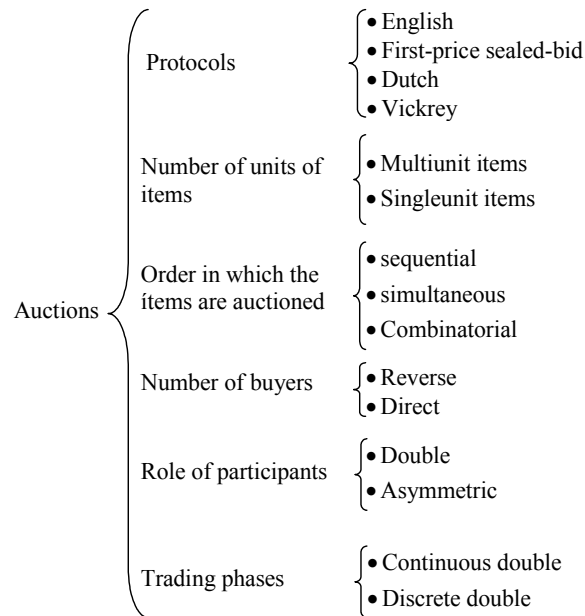 Auctions
Protocols
• English
• First-price sealed-bid
• Dutch
• Vickrey
Number of units of
items
• Multiunit items
• Singleunit items
Order in which the
ítems are auctioned
• sequential
• simultaneous
• Combinatorial
Number of buyers
• Reverse
• Direct
Role of participants
• Double
• Asymmetric
Trading phases
• Continuous double
• Discrete double